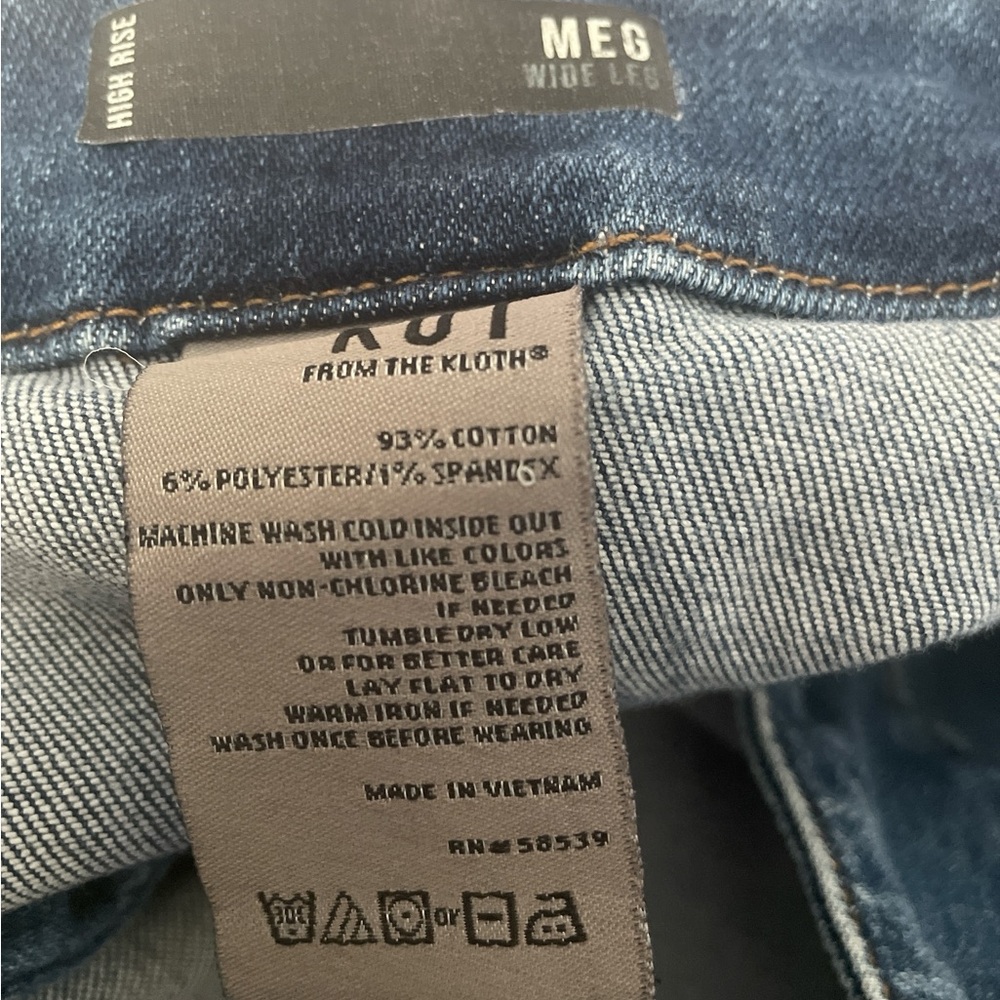 HIGH RISE
MEG
WIDE LEG
KUT
FROM THE KLOTH®
93% COTTON
6% POLYESTER/1% SPANDEX
MACHINE WASH COLD INSIDE OUT
WITH LIKE COLORS
ONLY NON-CHLORINE BLEACH
IF NEEDED
TUMBLE DRY LOW
OR FOR BETTER CARE
LAY FLAT TO DRY
WARM IRON IF NEEDED
WASH ONCE BEFORE WEARING
MADE IN VIETNAM
RN# 58539
30C or